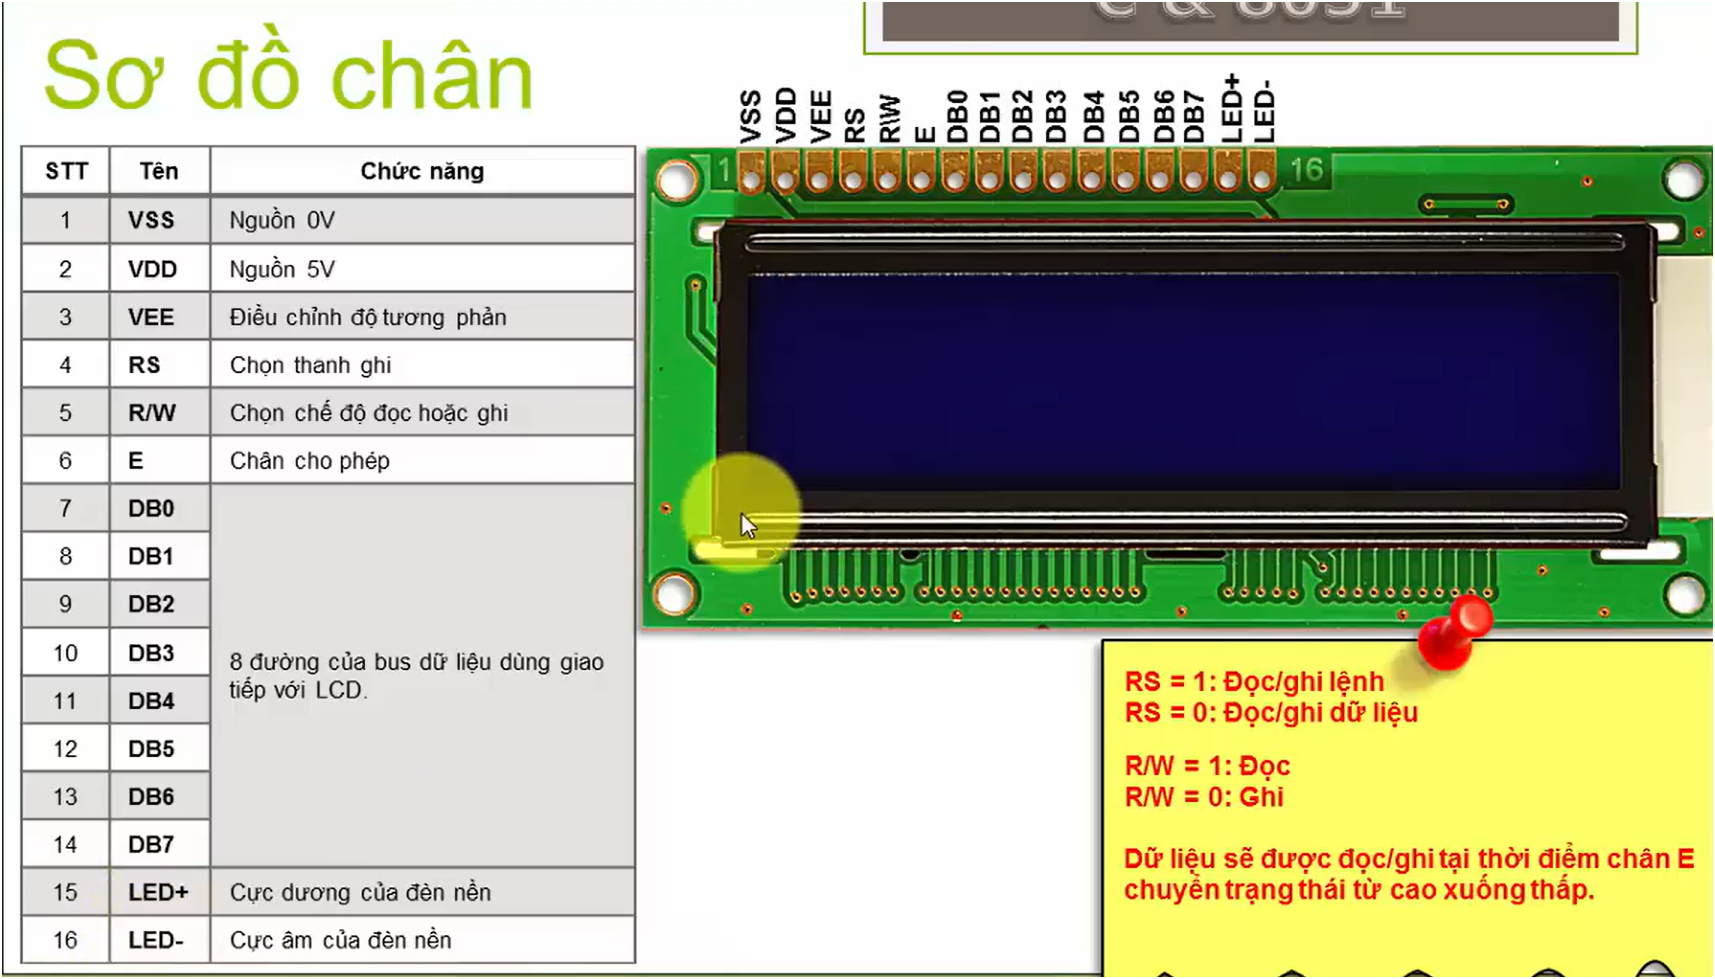 C & 8051
Sơ đồ chân
VSS VDD VEE RS R\W E DB0 DB1 DB2 DB3 DB4 DB5 DB6 DB7 LED+ LED-
1 16
STT Tên Chức năng
1 VSS Nguồn 0V
2 VDD Nguồn 5V
3 VEE Điều chỉnh độ tương phản
4 RS Chọn thanh ghi
5 R/W Chọn chế độ đọc hoặc ghi
6 E Chân cho phép
7 DB0
8 DB1
9 DB2
10 DB3
8 đường của bus dữ liệu dùng giao
tiếp với LCD.
11 DB4
12 DB5
13 DB6
14 DB7
15 LED+ Cực dương của đèn nền
16 LED- Cực âm của đèn nền
RS = 1: Đọc/ghi lệnh
RS = 0: Đọc/ghi dữ liệu
R/W = 1: Đọc
R/W = 0: Ghi
Dữ liệu sẽ được đọc/ghi tại thời điểm chân E
chuyển trạng thái từ cao xuống thấp.